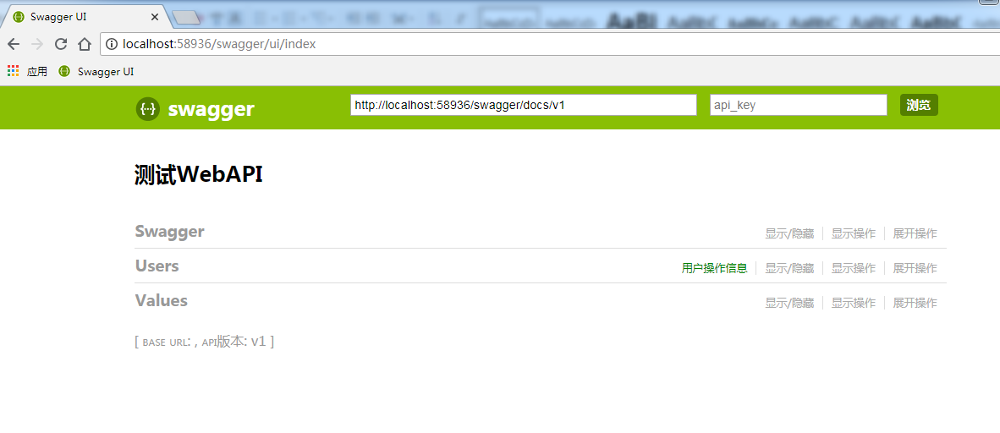 Swagger UI
localhost:58936/swagger/ui/index
应用 Swagger UI
{··} swagger http://localhost:58936/swagger/docs/v1 api_key 浏览
测试WebAPI
Swagger 显示/隐藏 显示操作 展开操作
Users 用户操作信息 显示/隐藏 显示操作 展开操作
Values 显示/隐藏 显示操作 展开操作
[ BASE URL: , API版本: v1 ]